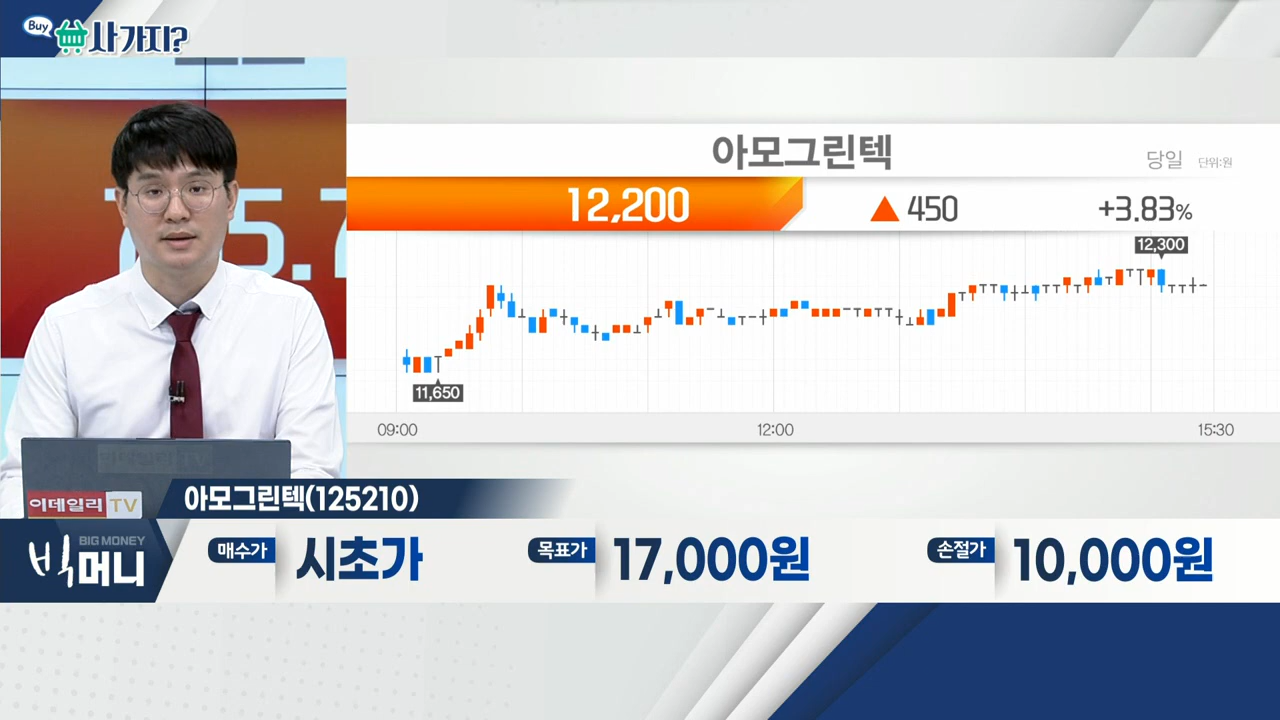 Buy
사가지?
아모그린텍
당일 단위:원
12,200 ▲ 450 +3.83%
12,300
11,650
09:00 12:00 15:30
이데일리 TV
아모그린텍(125210)
BIG MONEY
빅머니
매수가 시초가 목표가 17,000원 손절가 10,000원